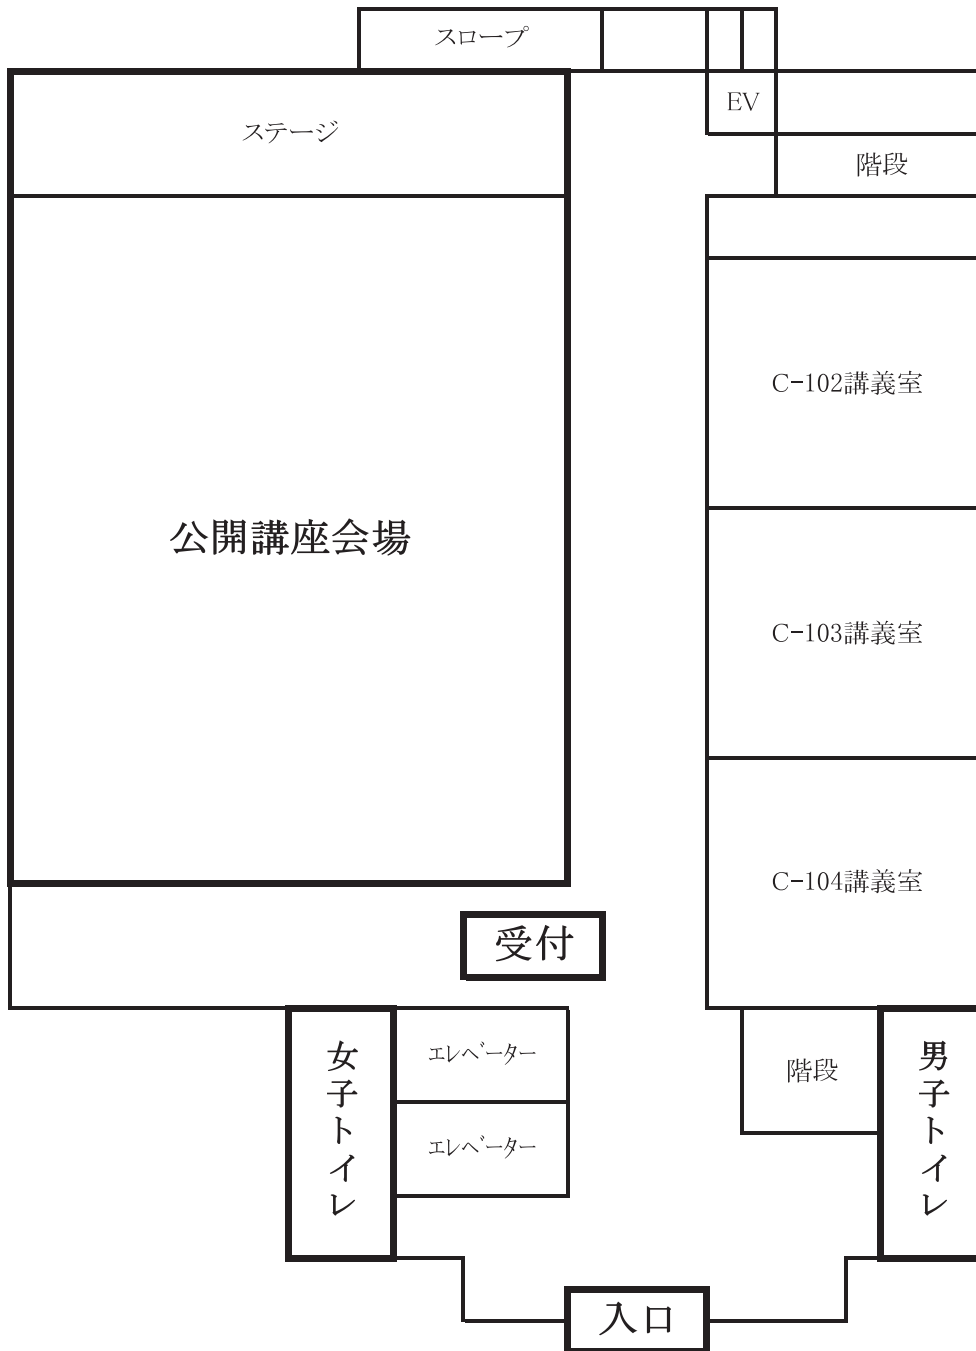 スロープ
EV
ステージ
階段
C-102講義室
公開講座会場
C-103講義室
C-104講義室
受付
女子トイレ
エレベーター
階段
男子トイレ
エレベーター
入口